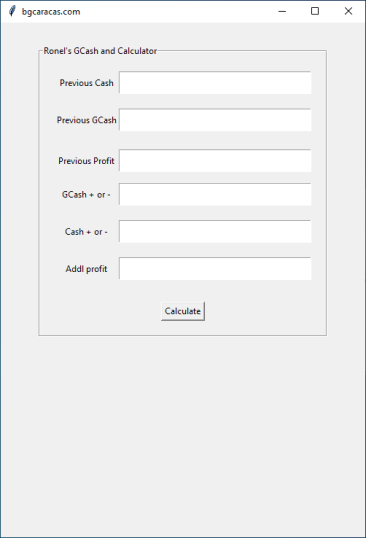 bgcaracas.com
Ronel's GCash and Calculator
Previous Cash
Previous GCash
Previous Profit
GCash + or -
Cash + or -
Addl profit
Calculate